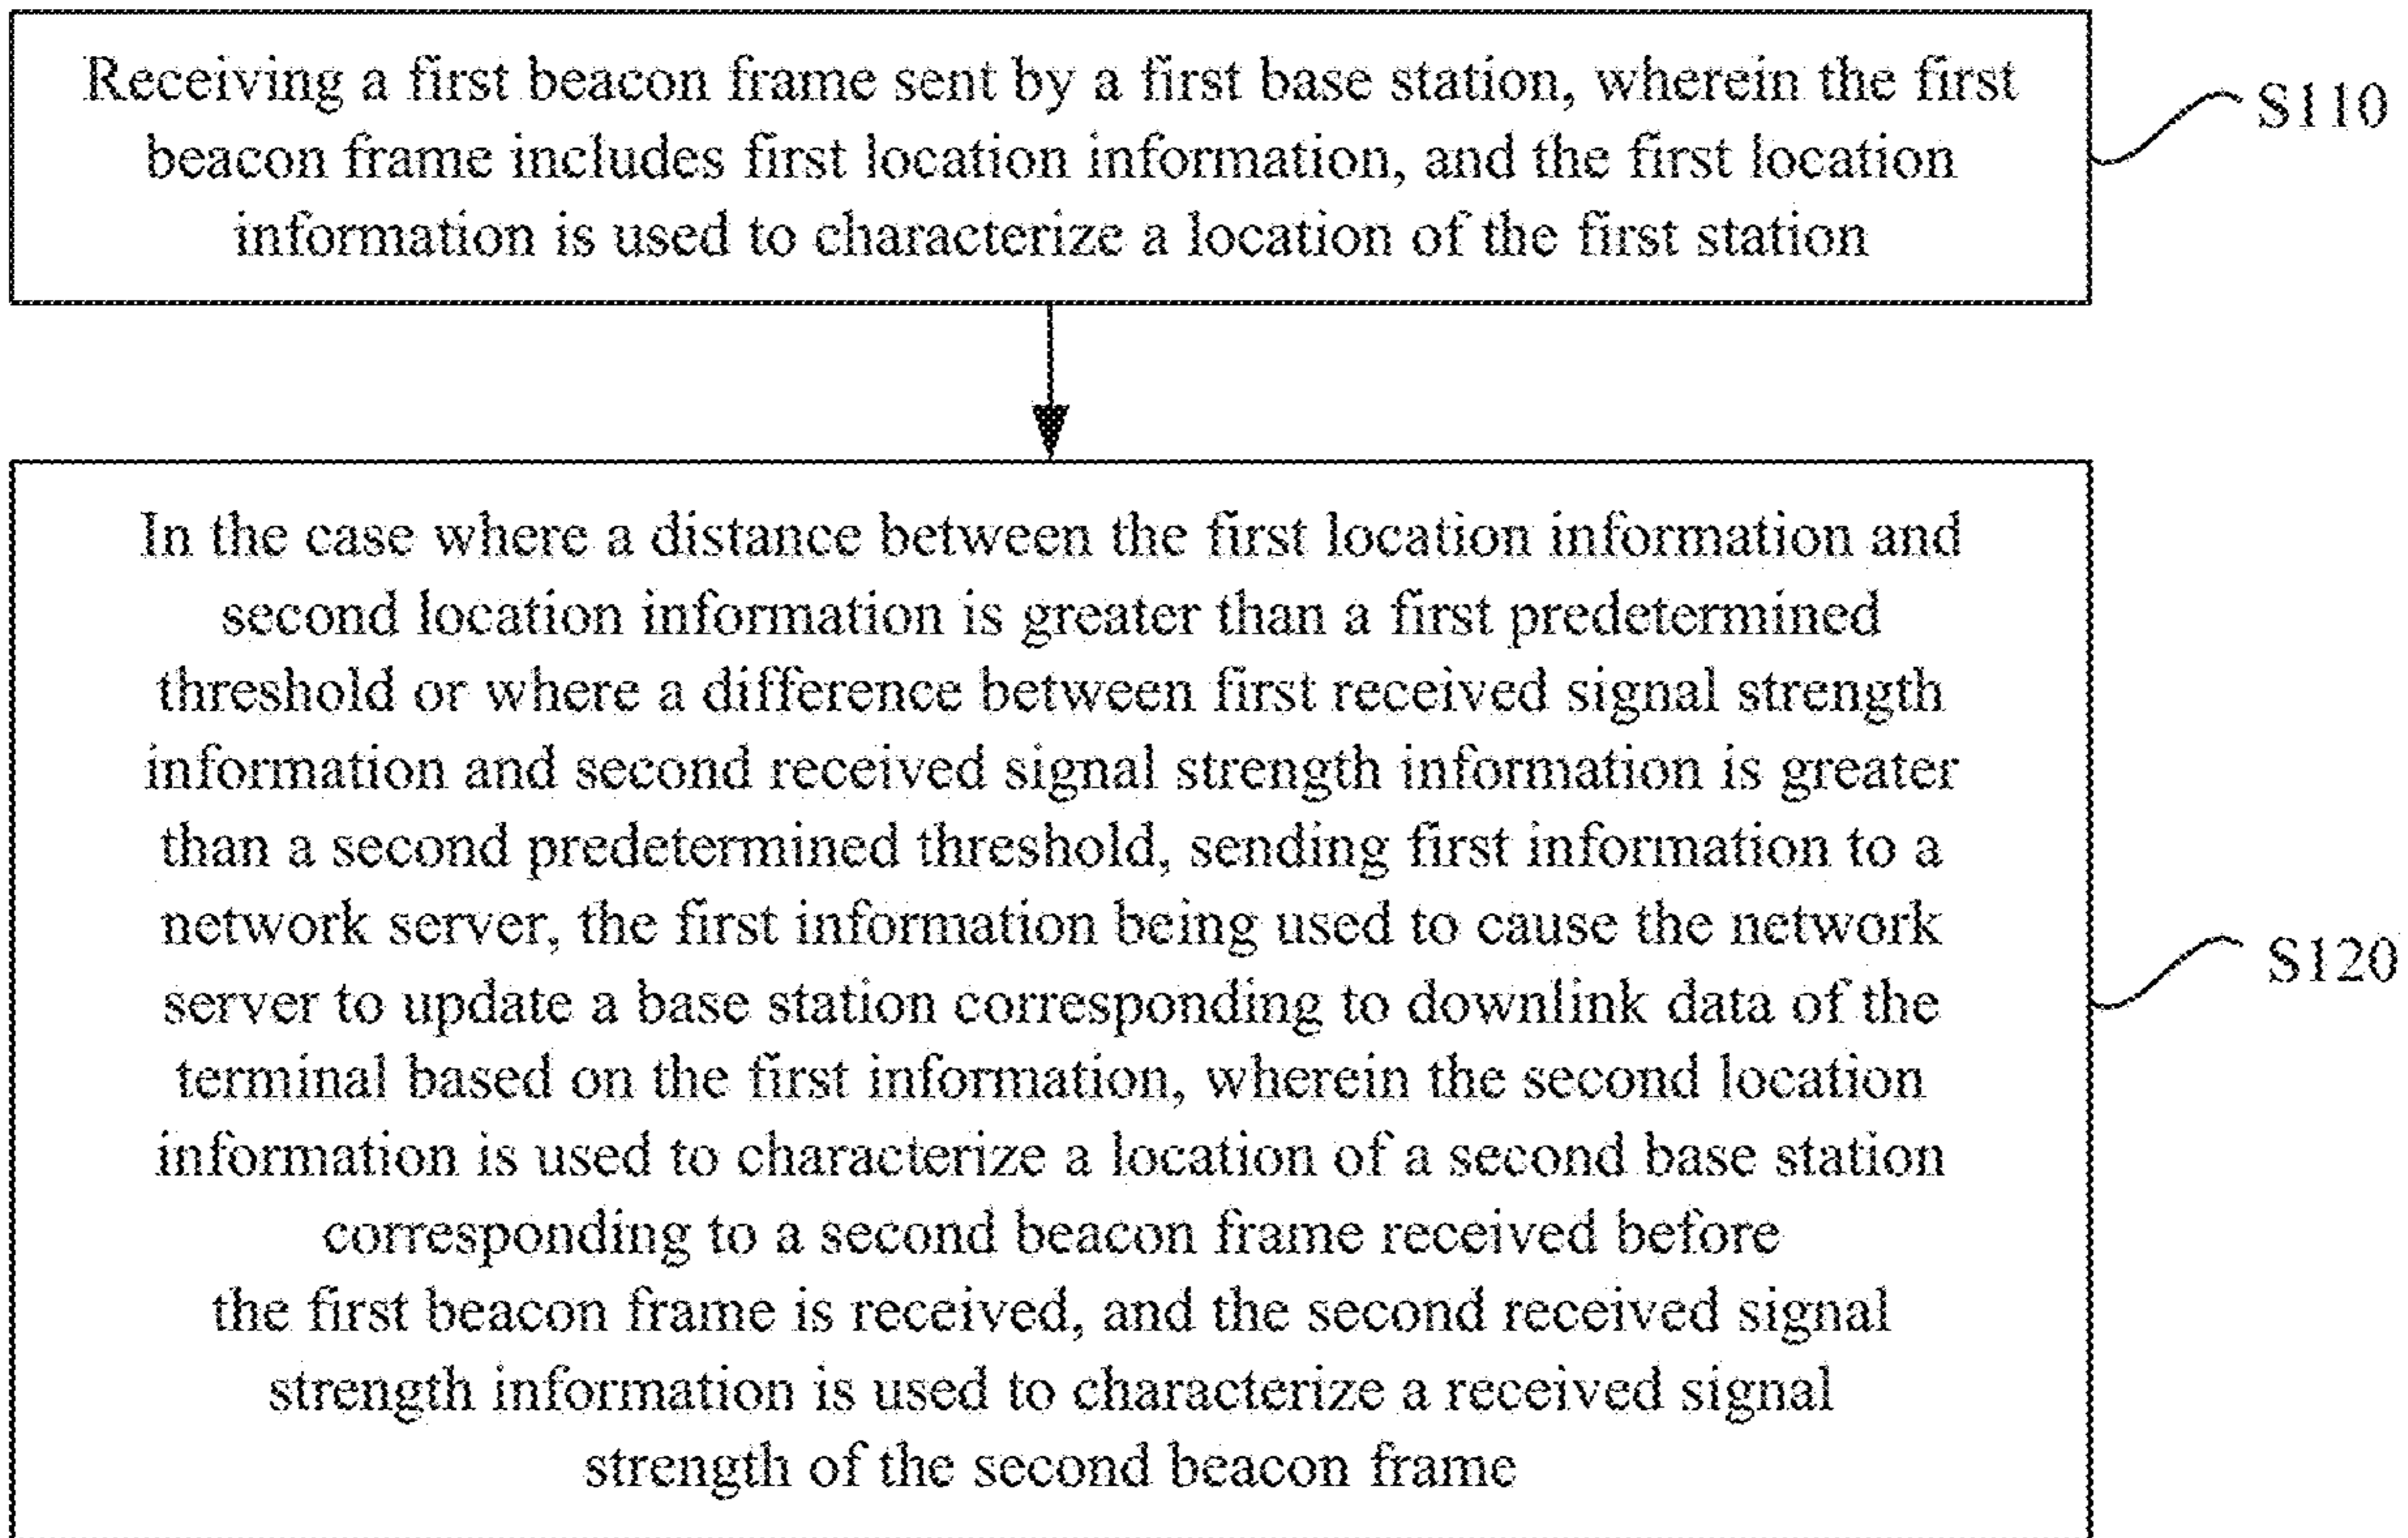 Receiving a first beacon frame sent by a first base station, wherein the first
beacon frame includes first location information, and the first location
information is used to characterize a location of the first station
S110
In the case where a distance between the first location information and
second location information is greater than a first predetermined
threshold or where a difference between first received signal strength
information and second received signal strength information is greater
than a second predetermined threshold, sending first information to a
network server, the first information being used to cause the network
server to update a base station corresponding to downlink data of the
terminal based on the first information, wherein the second location
information is used to characterize a location of a second base station
corresponding to a second beacon frame received before
the first beacon frame is received, and the second received signal
strength information is used to characterize a received signal
strength of the second beacon frame
S120